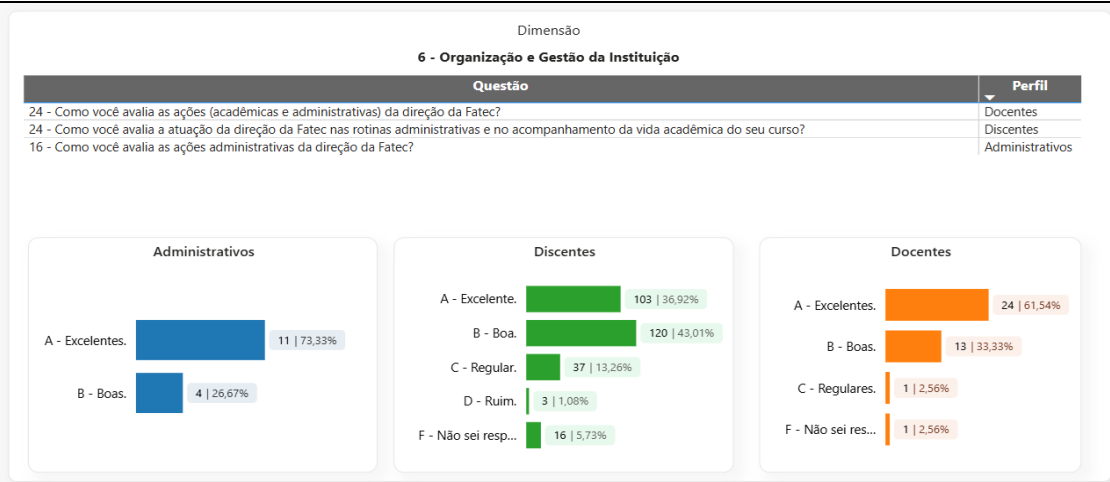 Dimensão
6 - Organização e Gestão da Instituição
Questão Perfil
24 - Como você avalia as ações (acadêmicas e administrativas) da direção da Fatec? Docentes
24 - Como você avalia a atuação da direção da Fatec nas rotinas administrativas e no acompanhamento da vida acadêmica do seu curso? Discentes
16 - Como você avalia as ações administrativas da direção da Fatec? Administrativos
Administrativos
A - Excelentes. 11 | 73,33%
B - Boas. 4 | 26,67%
Discentes
A - Excelente. 103 | 36,92%
B - Boa. 120 | 43,01%
C - Regular. 37 | 13,26%
D - Ruim. 3 | 1,08%
F - Não sei resp... 16 | 5,73%
Docentes
A - Excelentes. 24 | 61,54%
B - Boas. 13 | 33,33%
C - Regulares. 1 | 2,56%
F - Não sei res... 1 | 2,56%